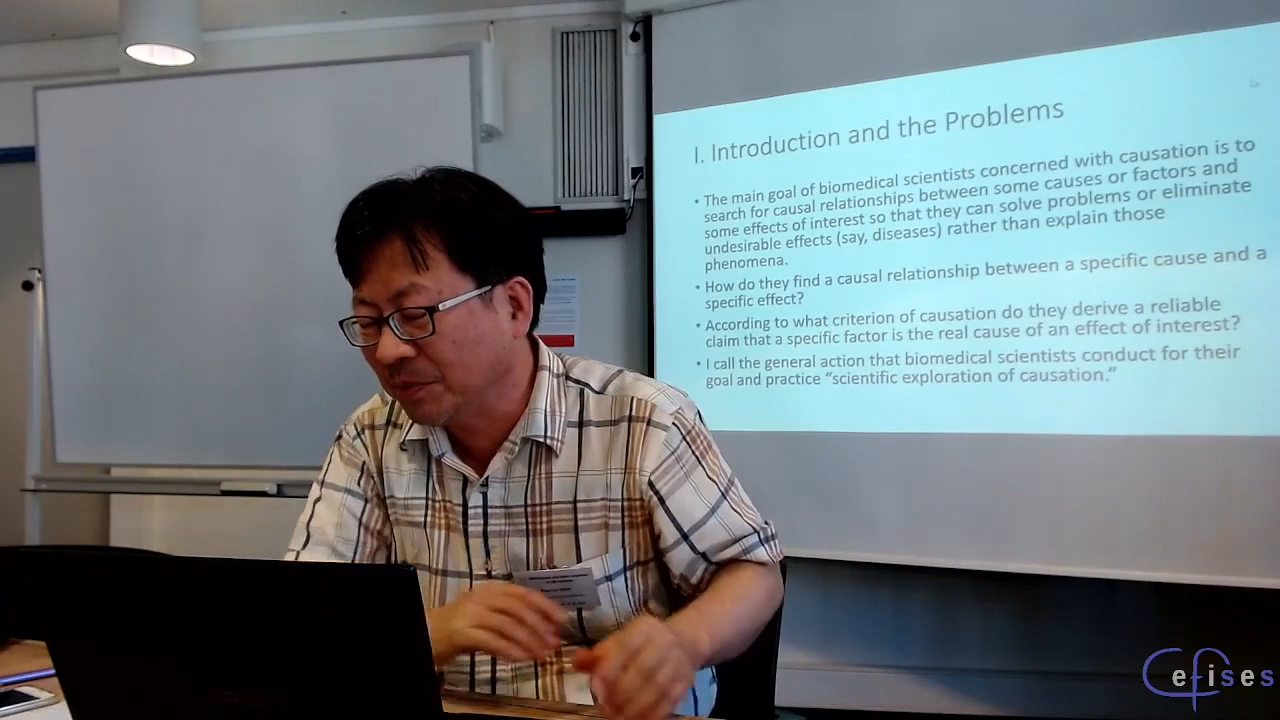 I. Introduction and the Problems
• The main goal of biomedical scientists concerned with causation is to
search for causal relationships between some causes or factors and
some effects of interest so that they can solve problems or eliminate
undesirable effects (say, diseases) rather than explain those
phenomena.
• How do they find a causal relationship between a specific cause and a
specific effect?
• According to what criterion of causation do they derive a reliable
claim that a specific factor is the real cause of an effect of interest?
• I call the general action that biomedical scientists conduct for their
goal and practice “scientific exploration of causation.”
Cefises